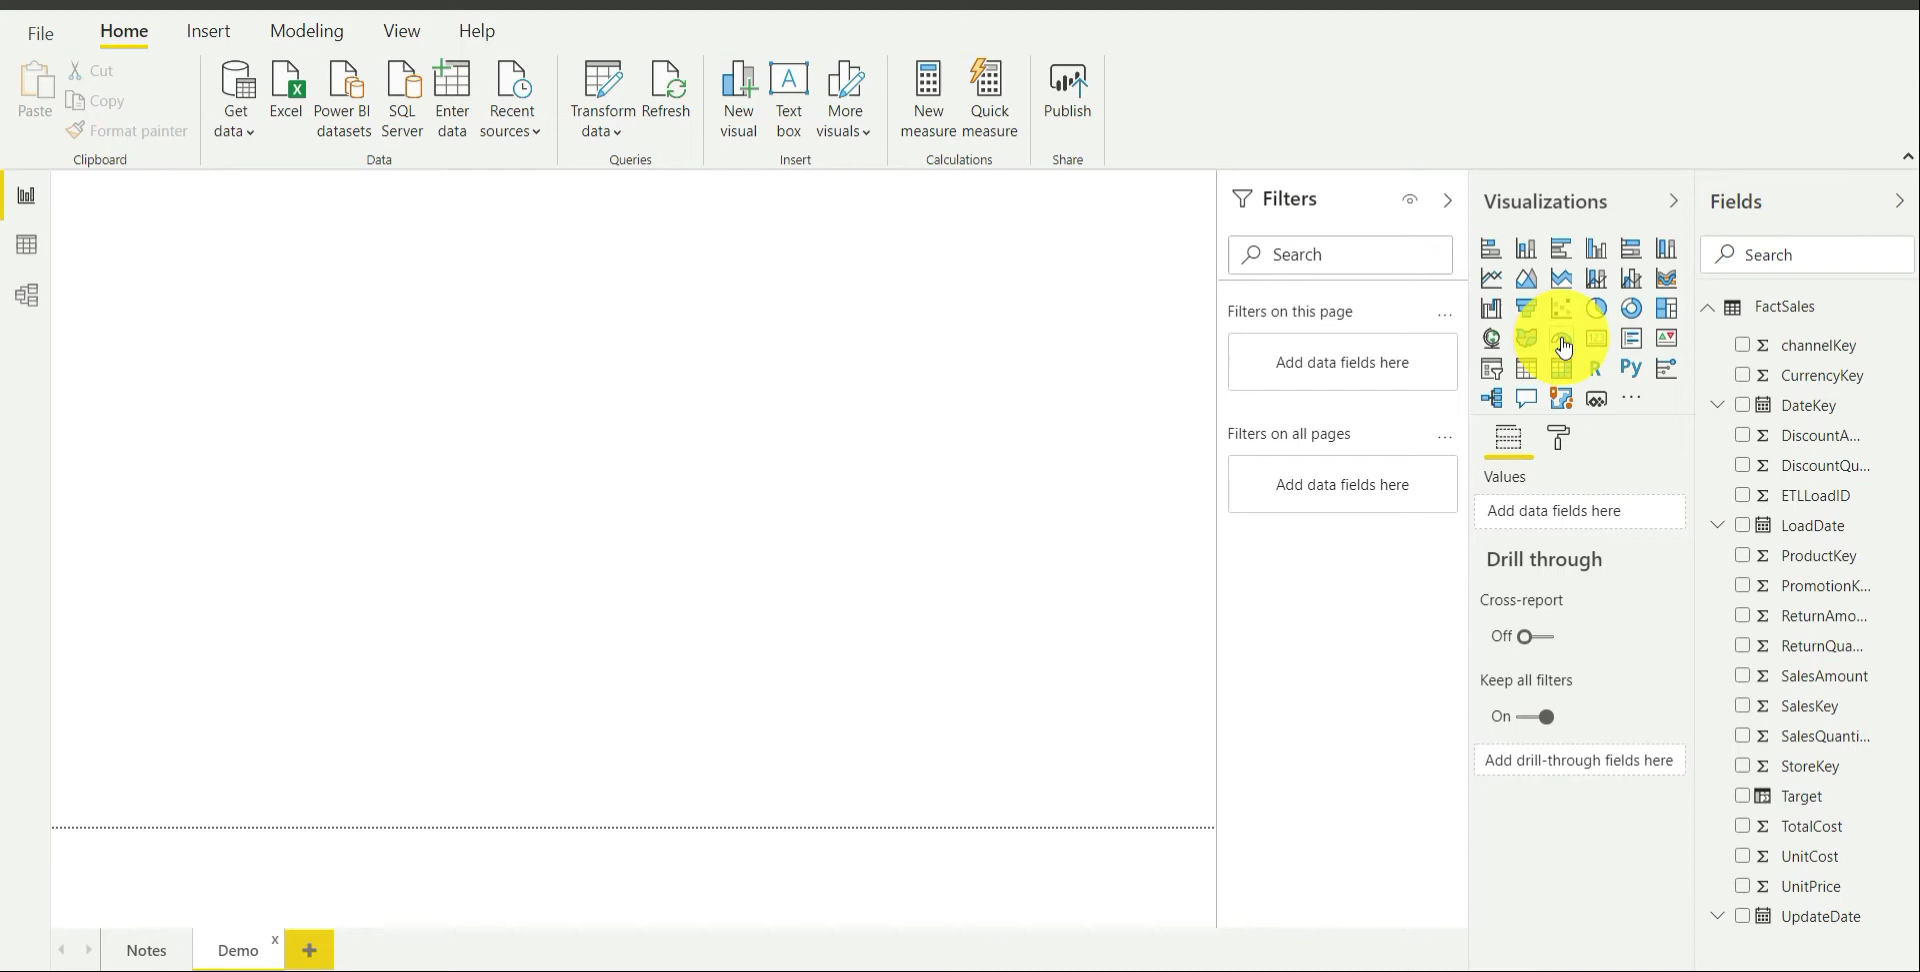 File Home Insert Modeling View Help
Paste
Cut
Copy
Format painter
Clipboard
Get data
Excel
Power BI datasets
SQL Server
Enter data
Recent sources
Data
Transform data
Refresh
Queries
New visual
Text box
More visuals
Insert
New measure
Quick measure
Calculations
Publish
Share
Filters
Search
Filters on this page ...
Add data fields here
Filters on all pages ...
Add data fields here
Visualizations
123
R Py
...
Values
Add data fields here
Drill through
Cross-report
Off
Keep all filters
On
Add drill-through fields here
Fields
Search
FactSales
channelKey
CurrencyKey
DateKey
DiscountA...
DiscountQu...
ETLLoadID
LoadDate
ProductKey
PromotionK...
ReturnAmo...
ReturnQua...
SalesAmount
SalesKey
SalesQuanti...
StoreKey
Target
TotalCost
UnitCost
UnitPrice
UpdateDate
Notes Demo x +